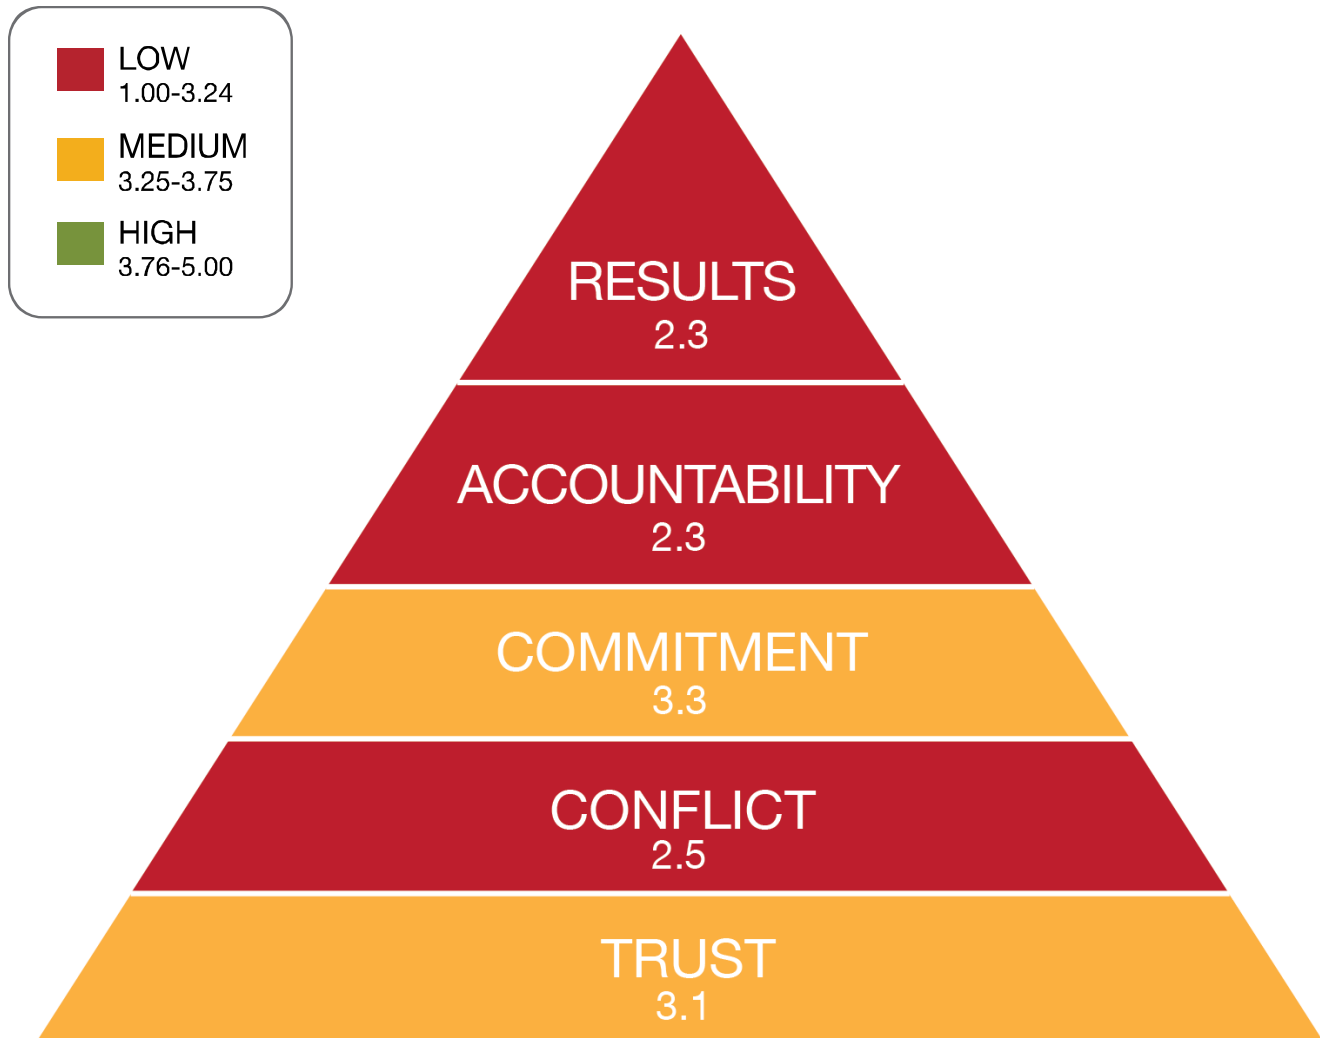 LOW
1.00-3.24
MEDIUM
3.25-3.75
HIGH
3.76-5.00
RESULTS
2.3
ACCOUNTABILITY
2.3
COMMITMENT
3.3
CONFLICT
2.5
TRUST
3.1